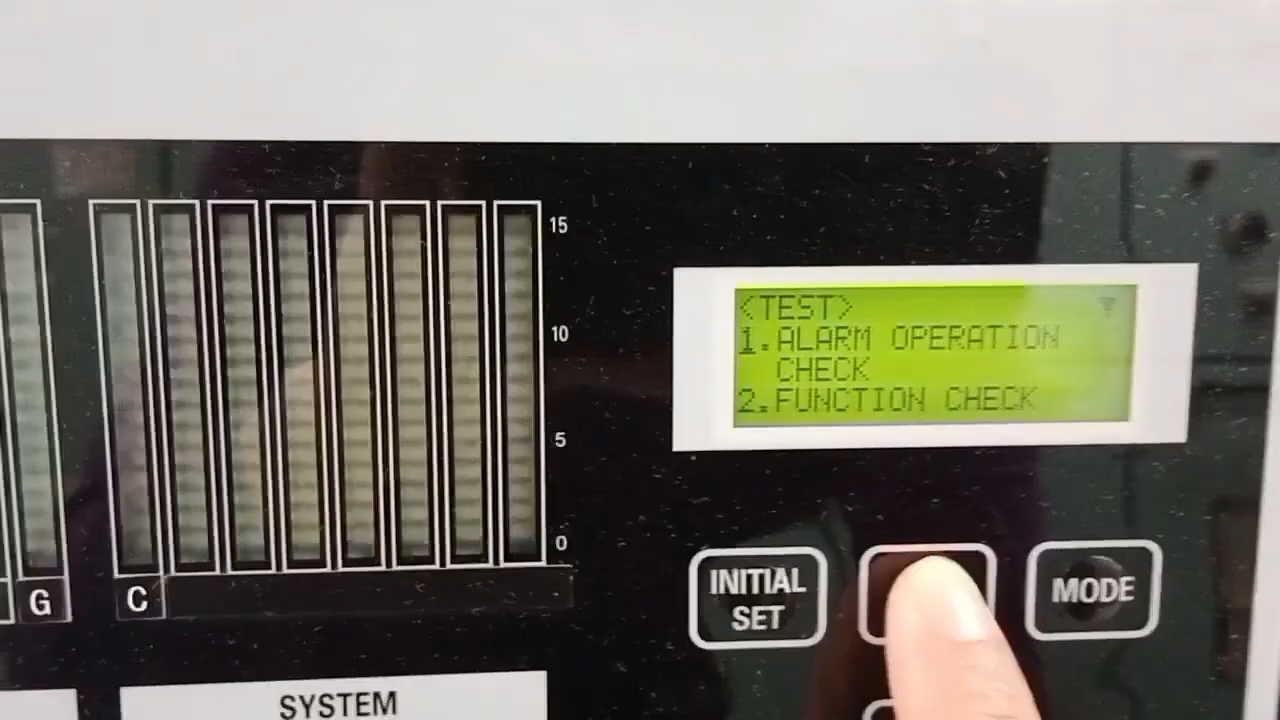 15
10
5
0
<TEST> ▼
1.ALARM OPERATION
CHECK
2.FUNCTION CHECK
G
C
INITIAL
SET
MODE
SYSTEM